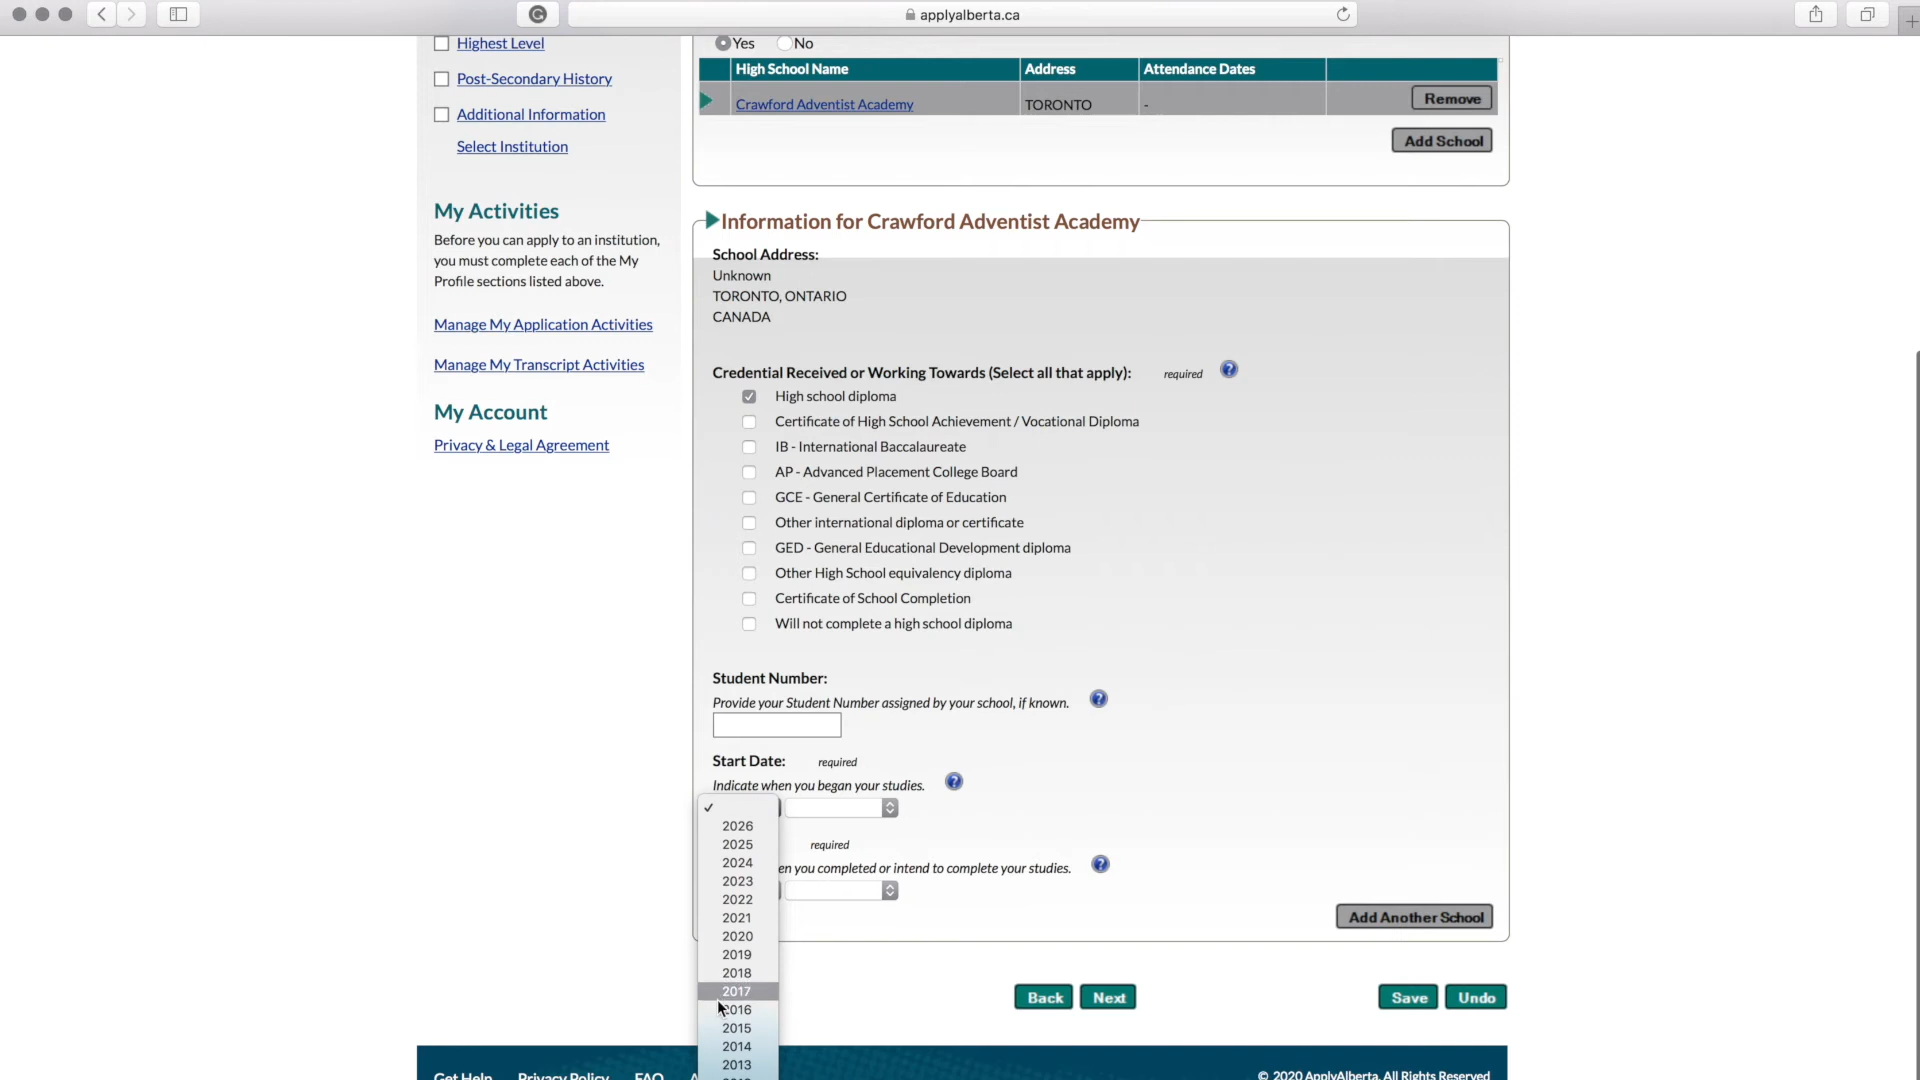 applyalberta.ca
Highest Level
Post-Secondary History
Additional Information
Select Institution
My Activities
Before you can apply to an institution,
you must complete each of the My
Profile sections listed above.
Manage My Application Activities
Manage My Transcript Activities
My Account
Privacy & Legal Agreement
Yes No
High School Name Address Attendance Dates
Crawford Adventist Academy TORONTO - Remove
Add School
Information for Crawford Adventist Academy
School Address:
Unknown
TORONTO, ONTARIO
CANADA
Credential Received or Working Towards (Select all that apply): required ?
High school diploma
Certificate of High School Achievement / Vocational Diploma
IB - International Baccalaureate
AP - Advanced Placement College Board
GCE - General Certificate of Education
Other international diploma or certificate
GED - General Educational Development diploma
Other High School equivalency diploma
Certificate of School Completion
Will not complete a high school diploma
Student Number:
Provide your Student Number assigned by your school, if known. ?
Start Date: required
Indicate when you began your studies. ?
2026
2025
2024
2023
2022
2021
2020
2019
2018
2017
2016
2015
2014
2013
required
you completed or intend to complete your studies. ?
Add Another School
Back Next Save Undo
Get Help Privacy Policy FAQ
© 2020 ApplyAlberta. All Rights Reserved